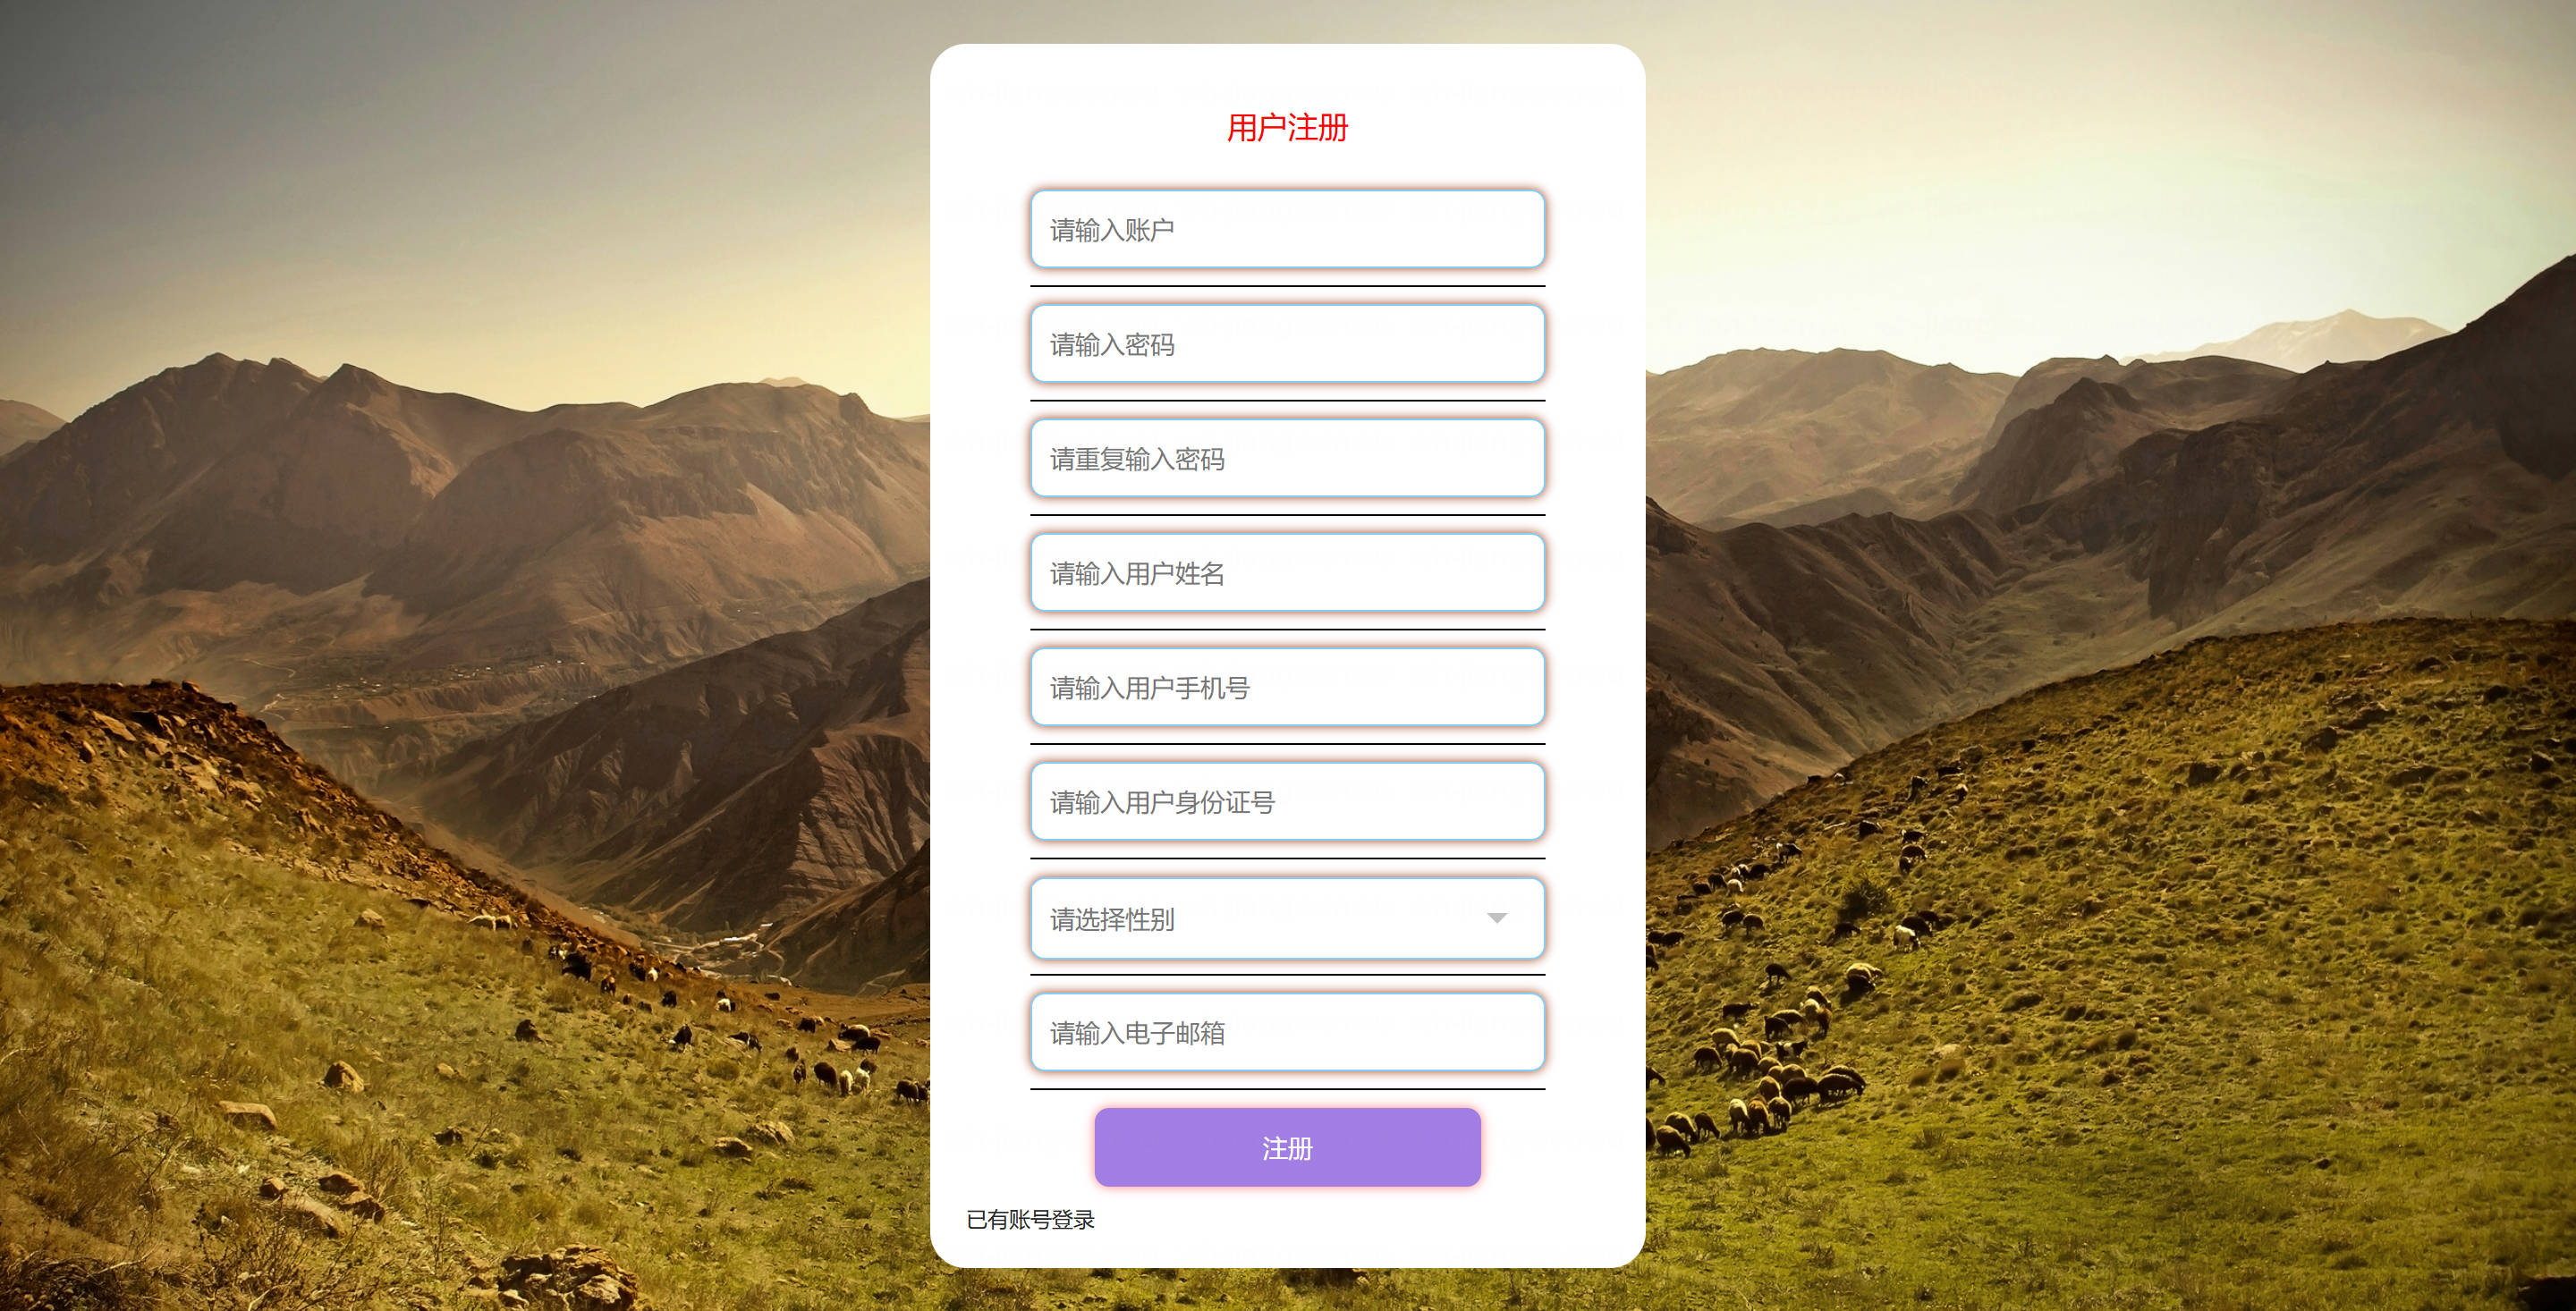 用户注册
请输入账户
请输入密码
请重复输入密码
请输入用户姓名
请输入用户手机号
请输入用户身份证号
请选择性别
请输入电子邮箱
注册
已有账号登录